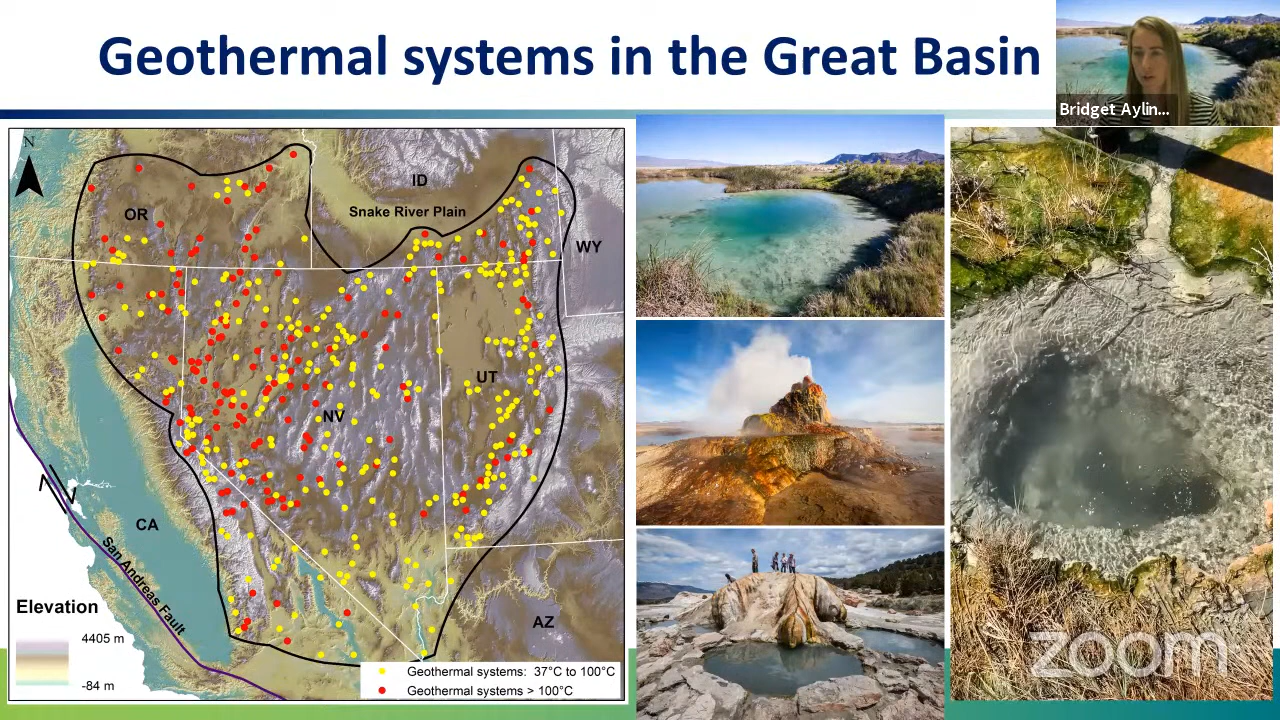 Geothermal systems in the Great Basin
Bridget Aylin...
N
ID
OR
Snake River Plain
WY
UT
NV
CA
San Andreas Fault
AZ
Elevation
4405 m
-84 m
Geothermal systems: 37°C to 100°C
Geothermal systems > 100°C
zoom